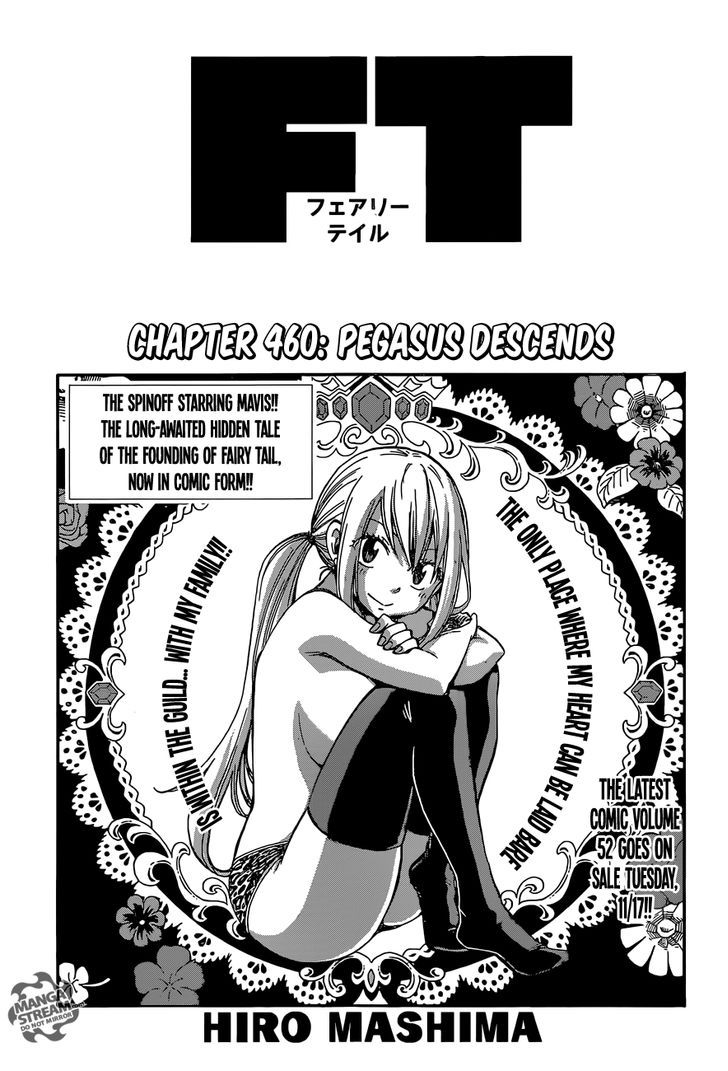 FT
フェアリー
テイル
CHAPTER 460: PEGASUS DESCENDS
THE SPINOFF STARRING MAVIS!!
THE LONG-AWAITED HIDDEN TALE
OF THE FOUNDING OF FAIRY TAIL,
NOW IN COMIC FORM!!
THE ONLY PLACE WHERE MY HEART CAN BE LAID BARE
IS WITHIN THE GUILD... WITH MY FAMILY!!
THE LATEST
COMIC VOLUME
52 GOES ON
SALE TUESDAY,
11/17!!
MANGA
STREAM.com
DO NOT MIRROR
HIRO MASHIMA